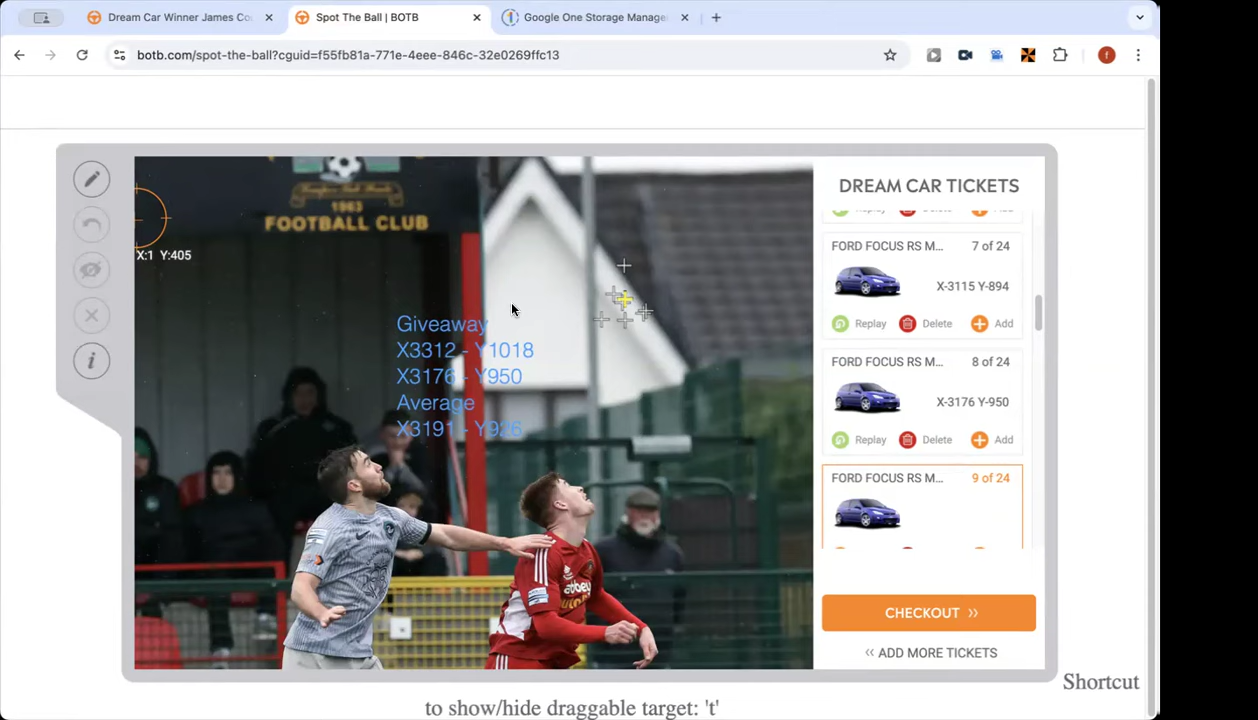 Dream Car Winner James Co
Spot The Ball | BOTB
Google One Storage Manage
botb.com/spot-the-ball?cguid=f55fb81a-771e-4eee-846c-32e0269ffc13
f
1963
FOOTBALL CLUB
X:1 Y:405
Giveaway
X3312 - Y1018
X3176 - Y950
Average
X3191 - Y926
abbey
DREAM CAR TICKETS
Replay Delete Add
FORD FOCUS RS M... 7 of 24
X-3115 Y-894
Replay Delete Add
FORD FOCUS RS M... 8 of 24
X-3176 Y-950
Replay Delete Add
FORD FOCUS RS M... 9 of 24
CHECKOUT »
« ADD MORE TICKETS
Shortcut
to show/hide draggable target: 't'